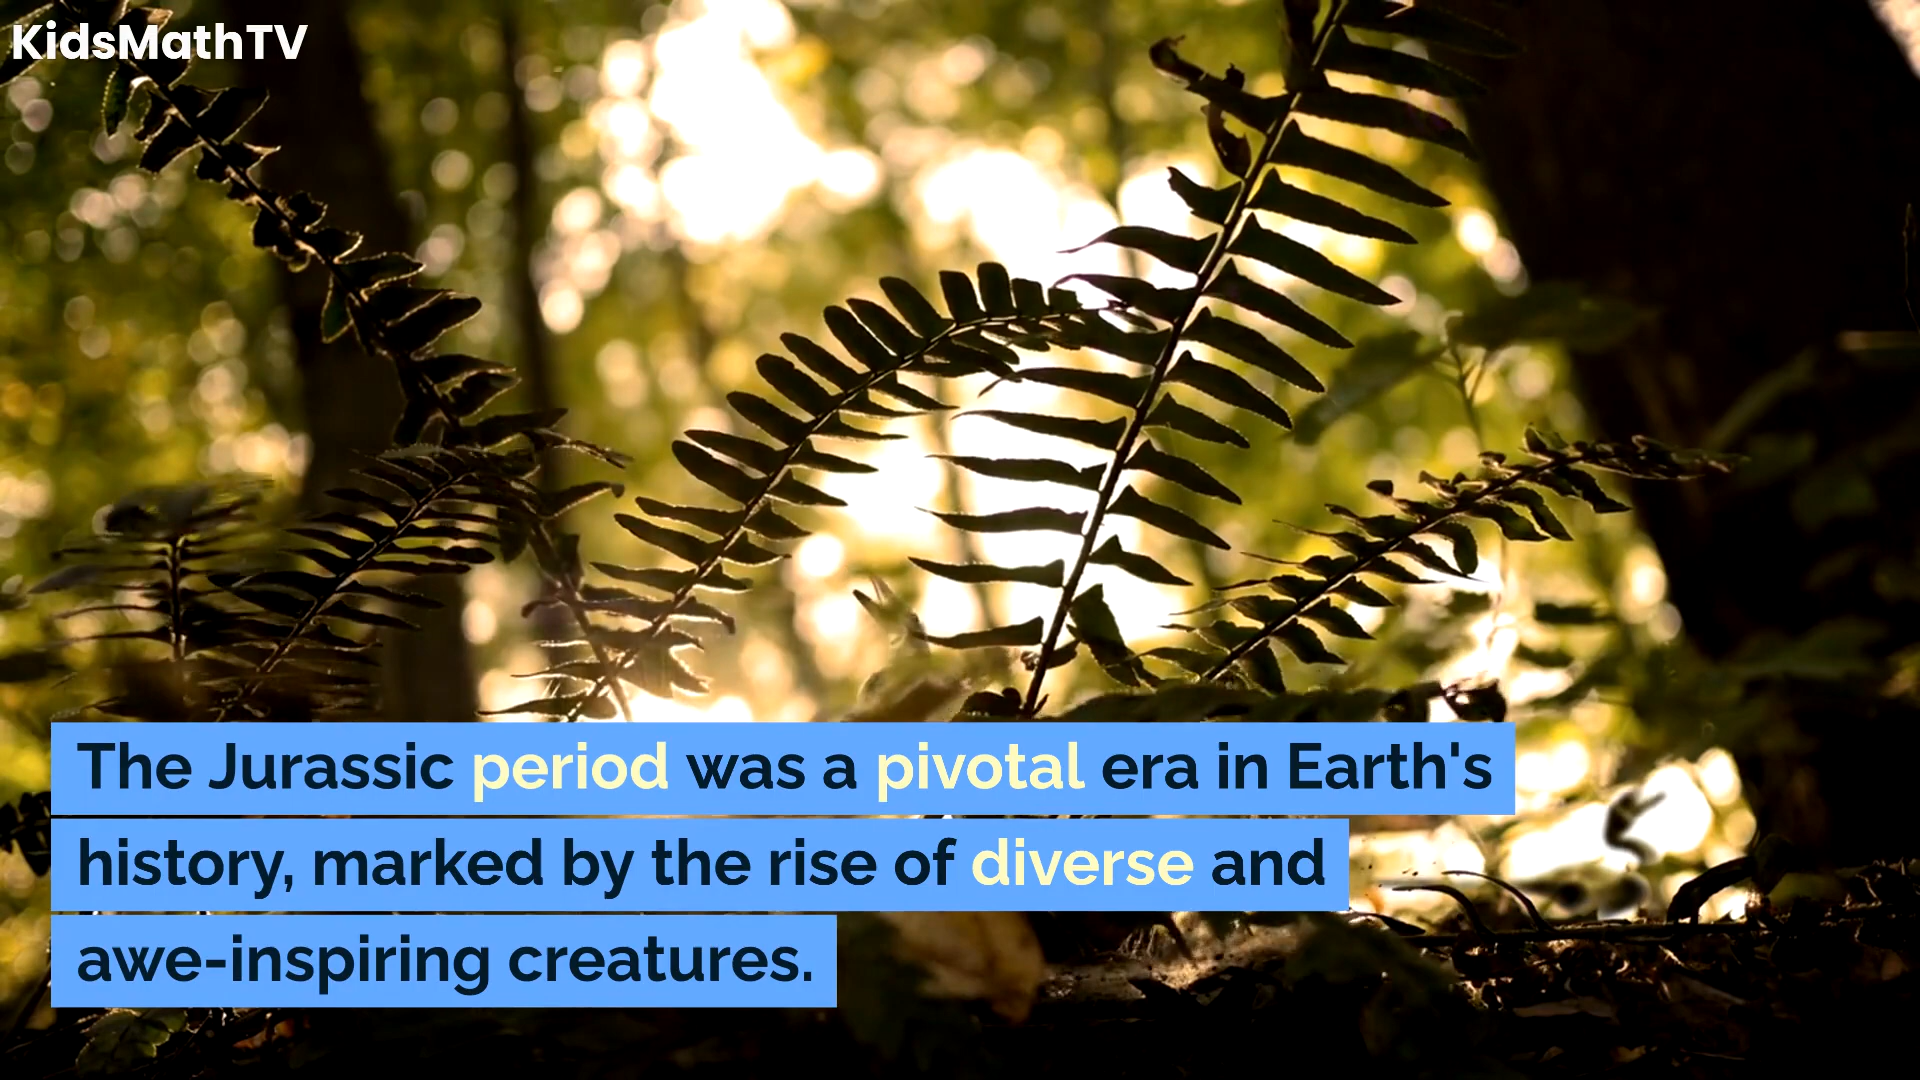 KidsMathTV
The Jurassic period was a pivotal era in Earth's
history, marked by the rise of diverse and
awe-inspiring creatures.